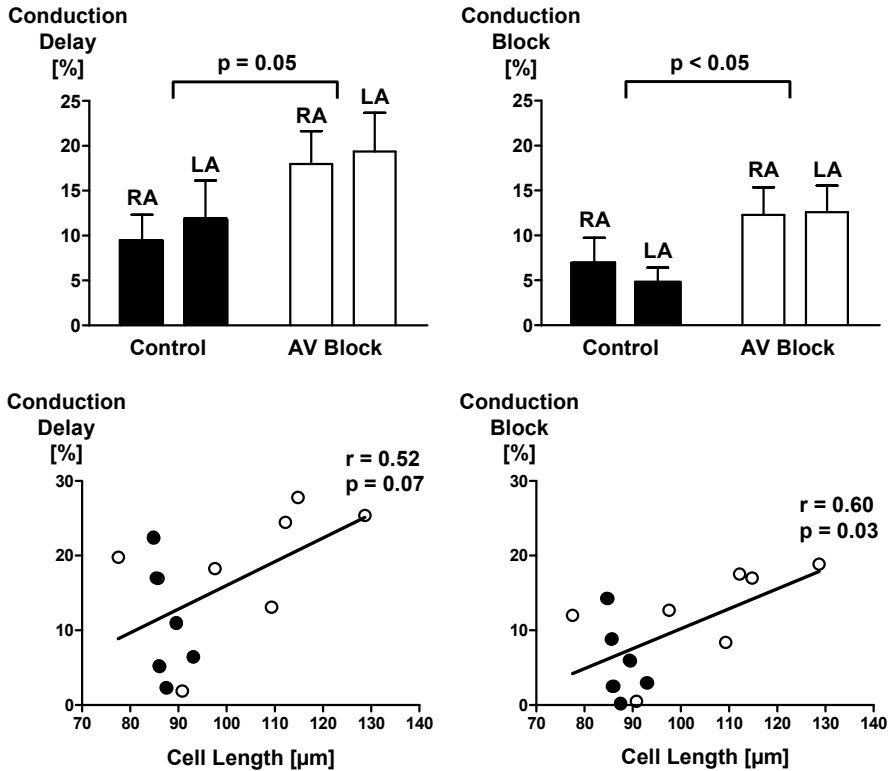 Conduction
Delay
[%]
p = 0.05
25
20
15
10
5
0
RA
LA
RA
LA
Control
AV Block
Conduction
Block
[%]
p < 0.05
25
20
15
10
5
0
RA
LA
RA
LA
Control
AV Block
Conduction
Delay
[%]
r = 0.52
p = 0.07
30
20
10
0
70 80 90 100 110 120 130 140
Cell Length [µm]
Conduction
Block
[%]
r = 0.60
p = 0.03
30
20
10
0
70 80 90 100 110 120 130 140
Cell Length [µm]